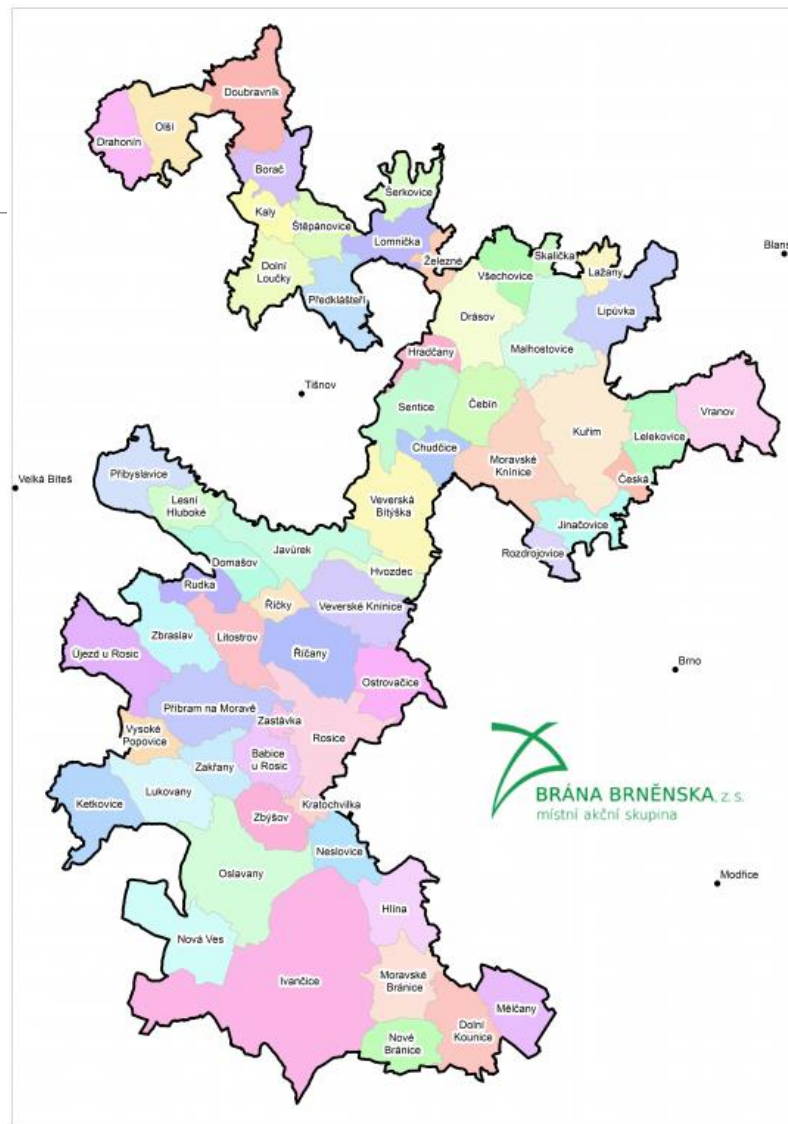 Doubravník
Olší
Drahonín
Borač
Šerkovice
Kaly
Štěpánovice
Lomnička
Dolní
Loučky
Železné
Předklášteří
Všechovice
Skalička
Lažany
Blans
Lipůvka
Drásov
Malhostovice
Hradčany
Tišnov
Sentice
Čebín
Kuřim
Vranov
Lelekovice
Chudčice
Moravské
Knínice
Česká
Přibyslavice
Velká Bíteš
Lesní
Hluboké
Veverská
Bítýška
Jinačovice
Javůrek
Rozdrojovice
Domašov
Hvozdec
Rudka
Říčky
Veverské Knínice
Zbraslav
Litostrov
Újezd u Rosic
Říčany
Brno
Ostrovačice
Příbram na Moravě
Zastávka
Vysoké
Popovice
Rosice
Babice
u Rosic
Zakřany
Lukovany
Ketkovice
Kratochvilka
Zbýšov
BRÁNA BRNĚNSKA, z. s.
místní akční skupina
Neslovice
Oslavany
Modřice
Hlína
Nová Ves
Ivančice
Moravské
Bránice
Mělčany
Dolní
Kounice
Nové
Bránice